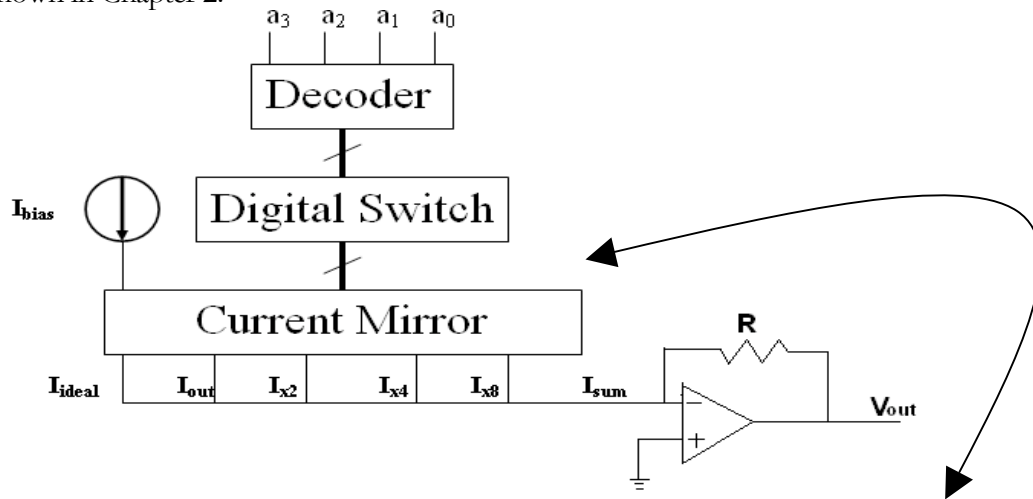 nown in Chapter 2.
a3 a2 a1 a0
Decoder
Ibias
Digital Switch
Current Mirror
R
Iideal Iout Ix2 Ix4 Ix8 Isum
Vout